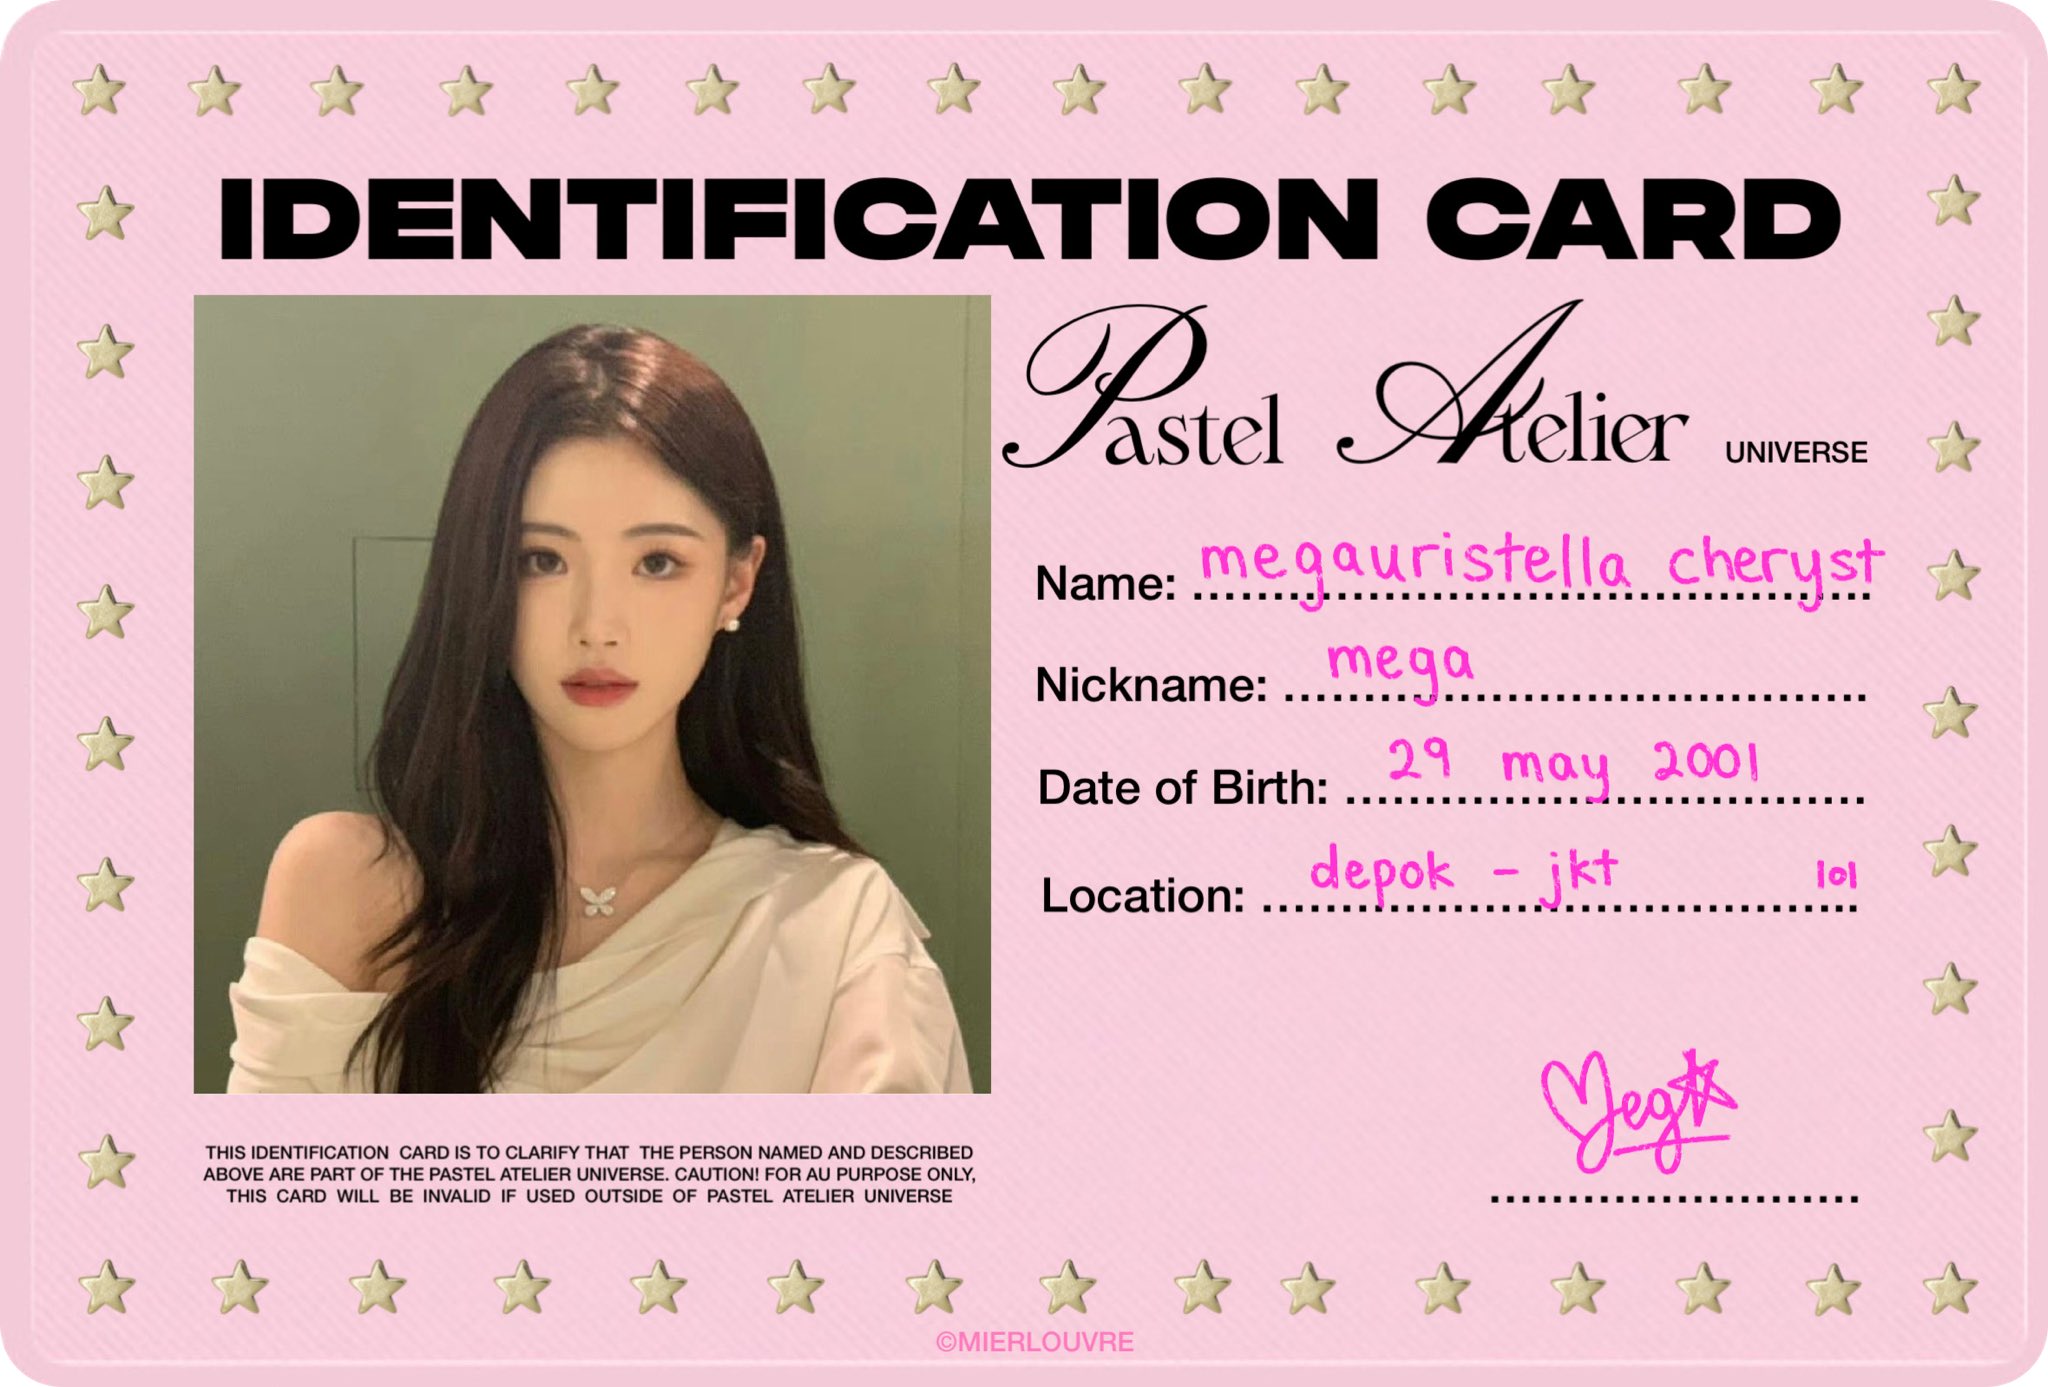 IDENTIFICATION CARD
Pastel Atelier UNIVERSE
Name: megauristella cheryst
Nickname: mega
Date of Birth: 29 may 2001
Location: depok - jkt lol
Meg
THIS IDENTIFICATION CARD IS TO CLARIFY THAT THE PERSON NAMED AND DESCRIBED
ABOVE ARE PART OF THE PASTEL ATELIER UNIVERSE. CAUTION! FOR AU PURPOSE ONLY,
THIS CARD WILL BE INVALID IF USED OUTSIDE OF PASTEL ATELIER UNIVERSE
©MIERLOUVRE